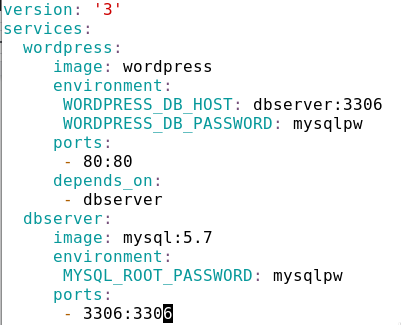 version: '3'
services:
  wordpress:
     image: wordpress
     environment:
      WORDPRESS_DB_HOST: dbserver:3306
      WORDPRESS_DB_PASSWORD: mysqlpw
     ports:
      - 80:80
     depends_on:
      - dbserver
  dbserver:
     image: mysql:5.7
     environment:
      MYSQL_ROOT_PASSWORD: mysqlpw
     ports:
      - 3306:3306